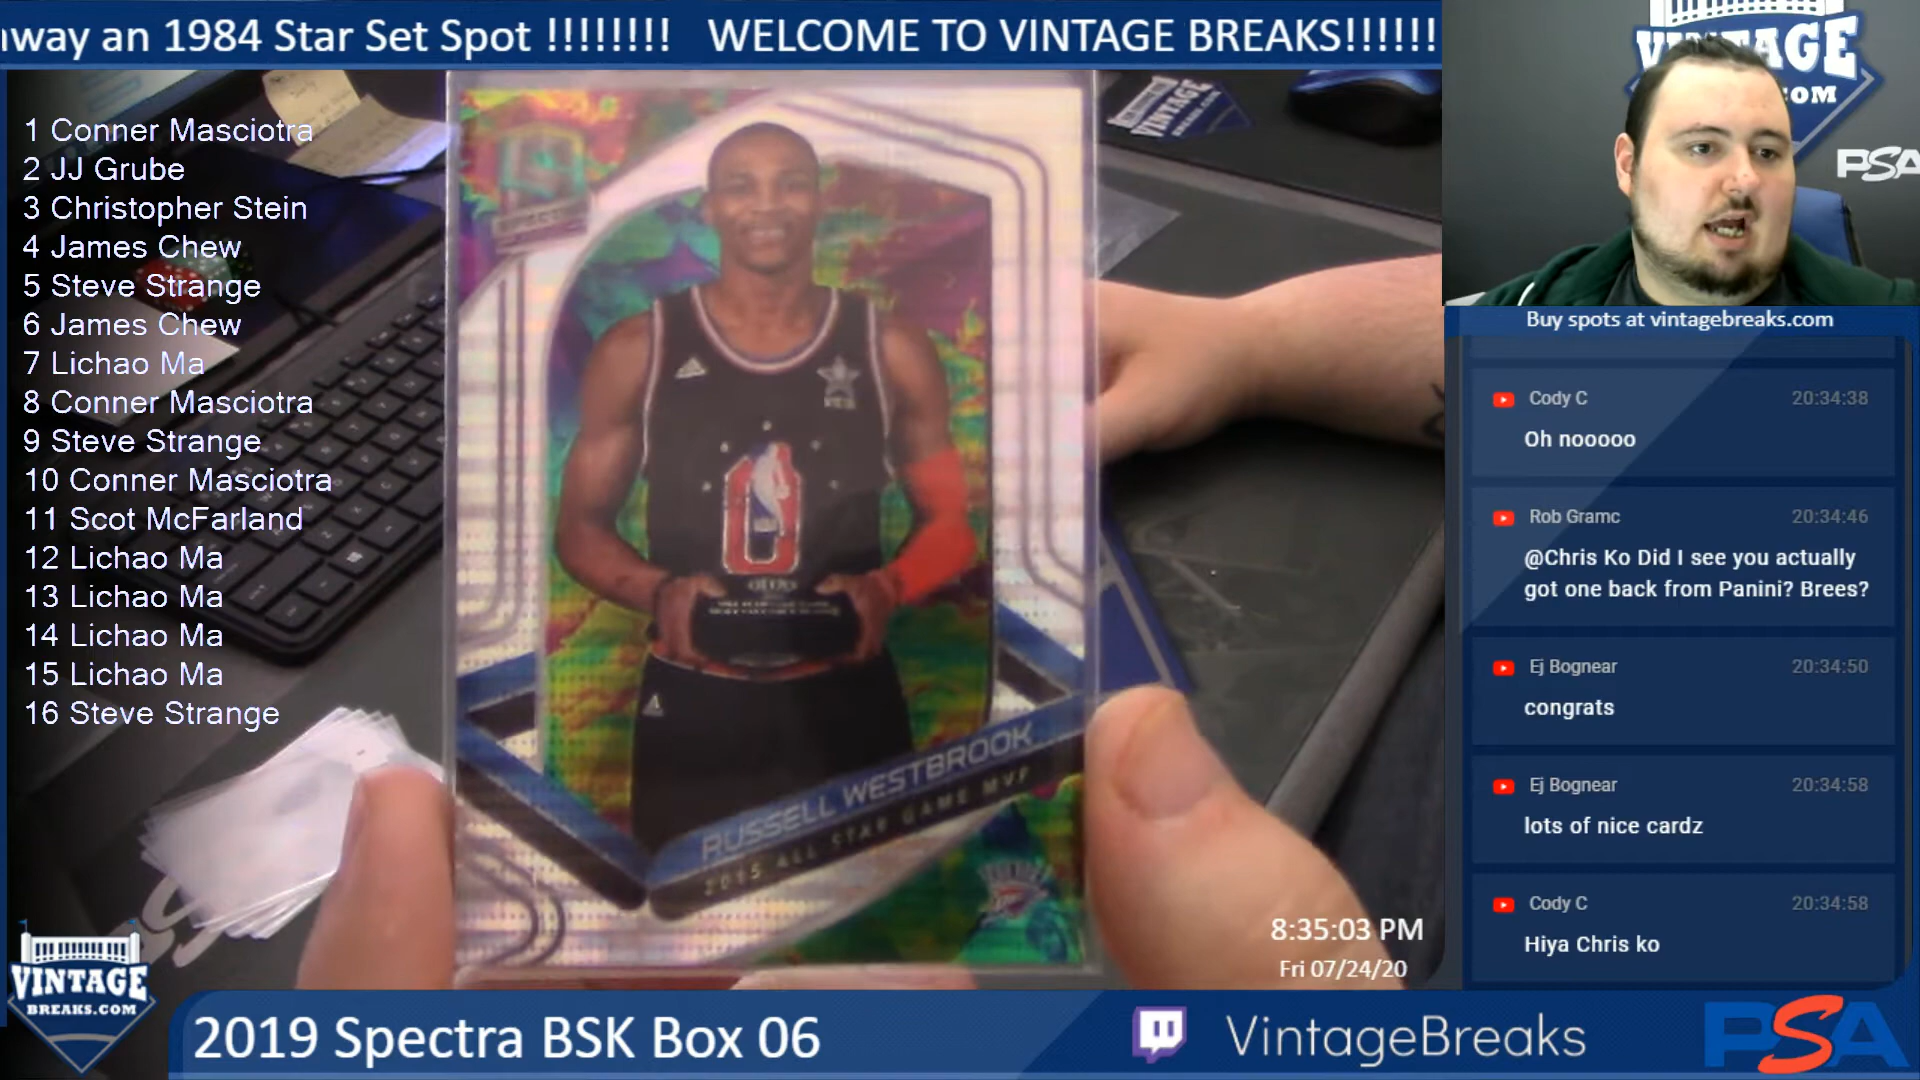 away an 1984 Star Set Spot !!!!!!!! WELCOME TO VINTAGE BREAKS!!!!!!
1 Conner Masciotra
2 JJ Grube
3 Christopher Stein
4 James Chew
5 Steve Strange
6 James Chew
7 Lichao Ma
8 Conner Masciotra
9 Steve Strange
10 Conner Masciotra
11 Scot McFarland
12 Lichao Ma
13 Lichao Ma
14 Lichao Ma
15 Lichao Ma
16 Steve Strange
VINTAGE
WES
0
RUSSELL WESTBROOK
2015 ALL STAR GAME MVP
8:35:03 PM
Fri 07/24/20
VINTAGE
.COM
PSA
Buy spots at vintagebreaks.com
Cody C 20:34:38
Oh nooooo
Rob Gramc 20:34:46
@Chris Ko Did I see you actually
got one back from Panini? Brees?
Ej Bognear 20:34:50
congrats
Ej Bognear 20:34:58
lots of nice cardz
Cody C 20:34:58
Hiya Chris ko
VINTAGE
BREAKS.COM
2019 Spectra BSK Box 06
VintageBreaks
PSA